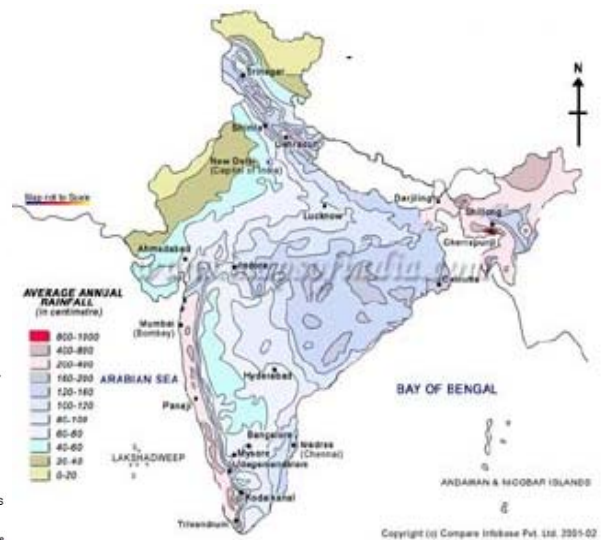 N
Srinagar
Shimla
Dehradun
New Delhi
(Capital of India)
Map not to Scale
Lucknow
Darjiling
Shillong
Cherrapunji
Ahmedabad
Indore
Calcutta
AVERAGE ANNUAL
RAINFALL
(in centimetre)
800-1000
400-800
200-400
160-200
120-160
100-120
80-100
60-80
40-60
20-40
0-20
Mumbai
(Bombay)
ARABIAN SEA
Hyderabad
BAY OF BENGAL
Panaji
LAKSHADWEEP
Bangalore
Mysore
Madras
(Chennai)
Udagamandalam
Kodaikanal
Trivandrum
ANDAMAN & NICOBAR ISLANDS
Copyright (c) Compare Infobase Pvt. Ltd. 2001-02